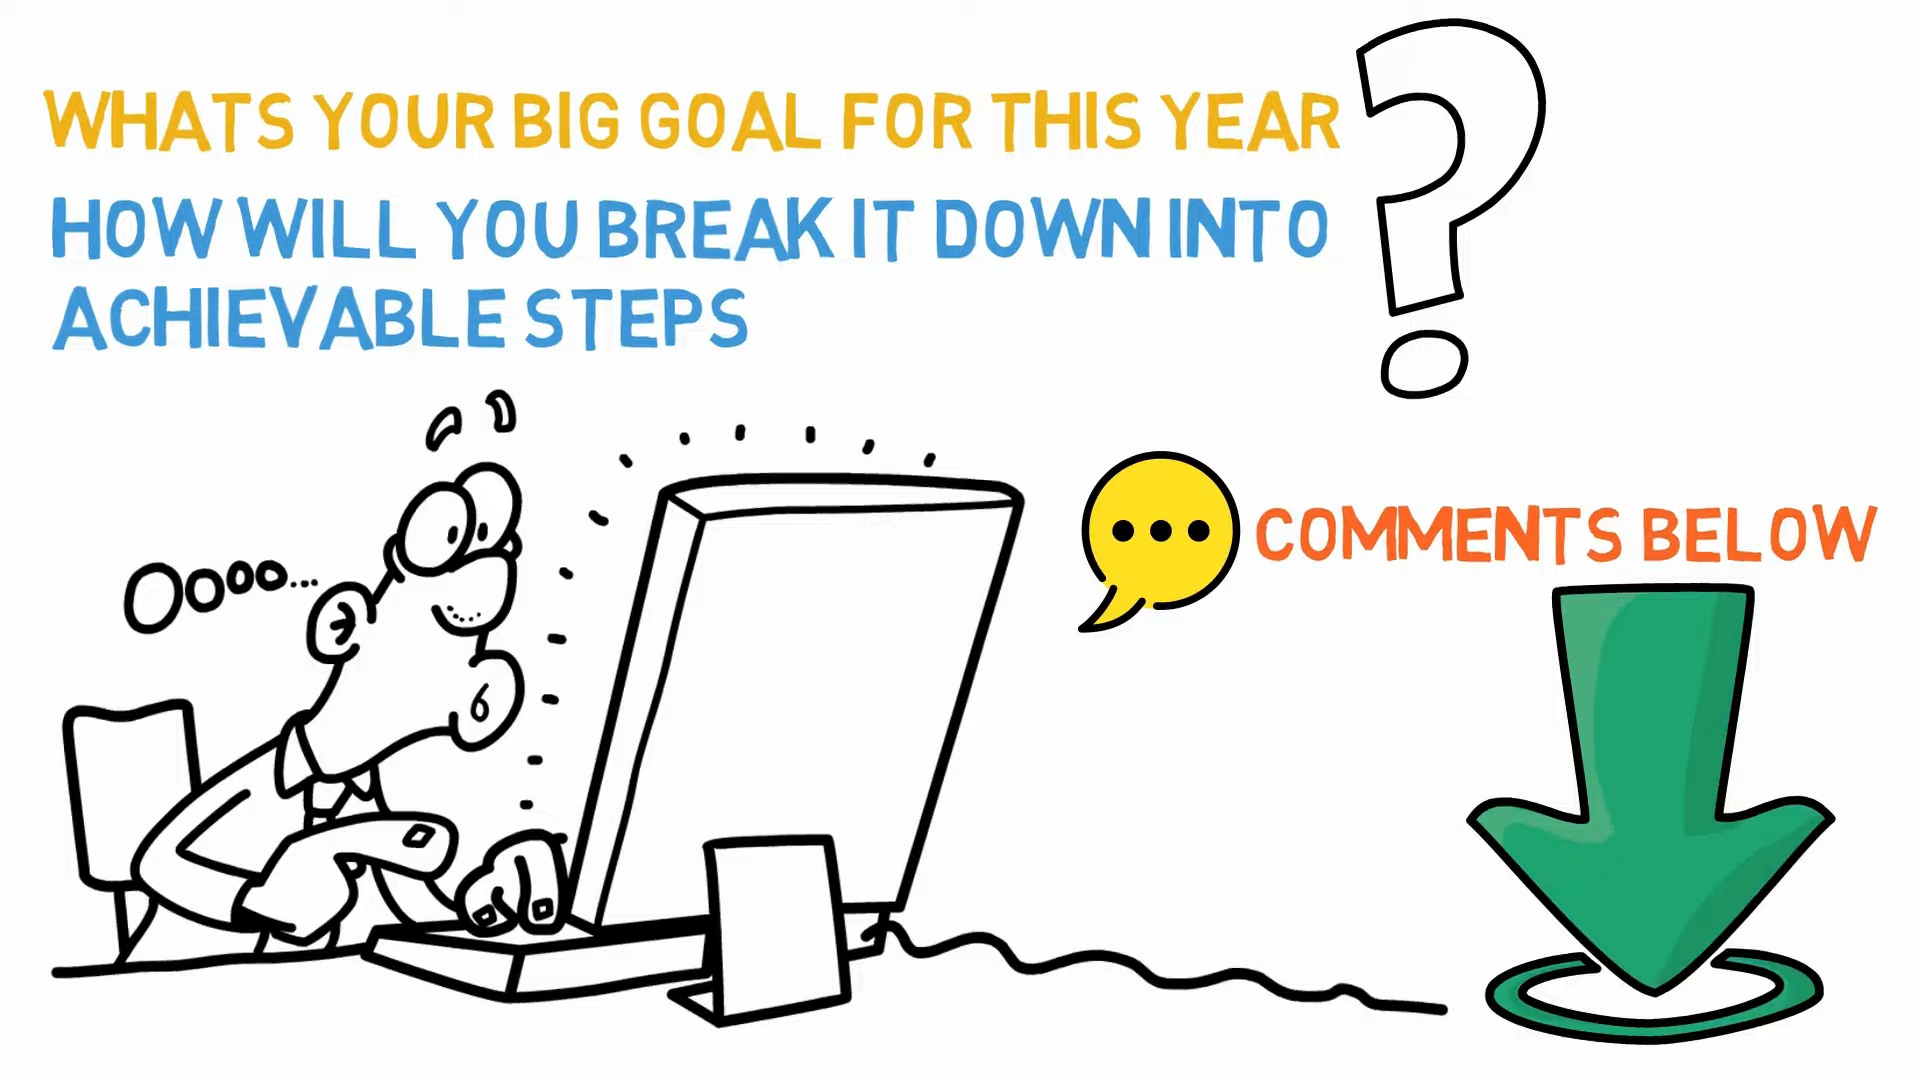 WHATS YOUR BIG GOAL FOR THIS YEAR
HOW WILL YOU BREAK IT DOWN INTO
ACHIEVABLE STEPS
?
Oooo...
COMMENTS BELOW